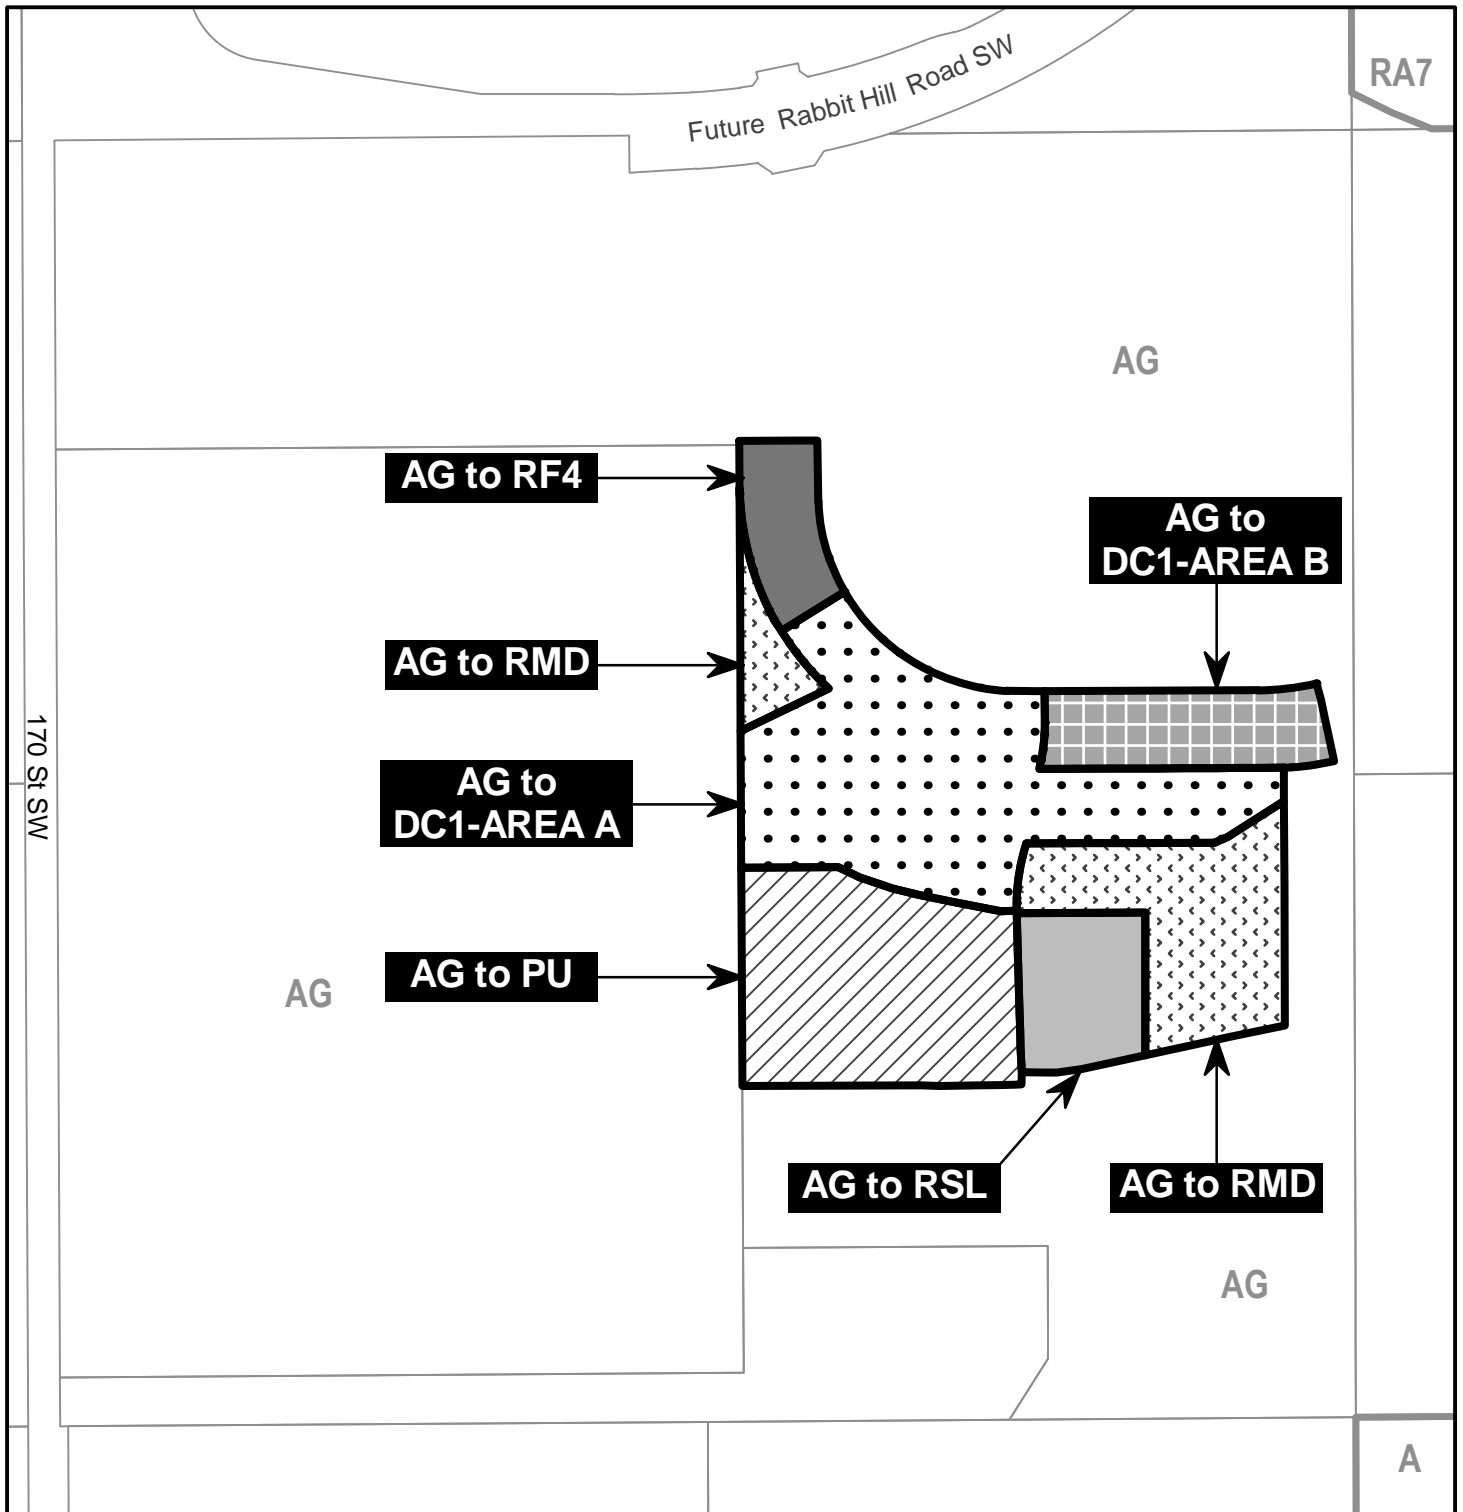 RA7
Future Rabbit Hill Road SW
AG
AG to RF4
AG to
DC1-AREA B
AG to RMD
170 St SW
AG to
DC1-AREA A
AG to PU
AG
AG to RSL
AG to RMD
AG
A